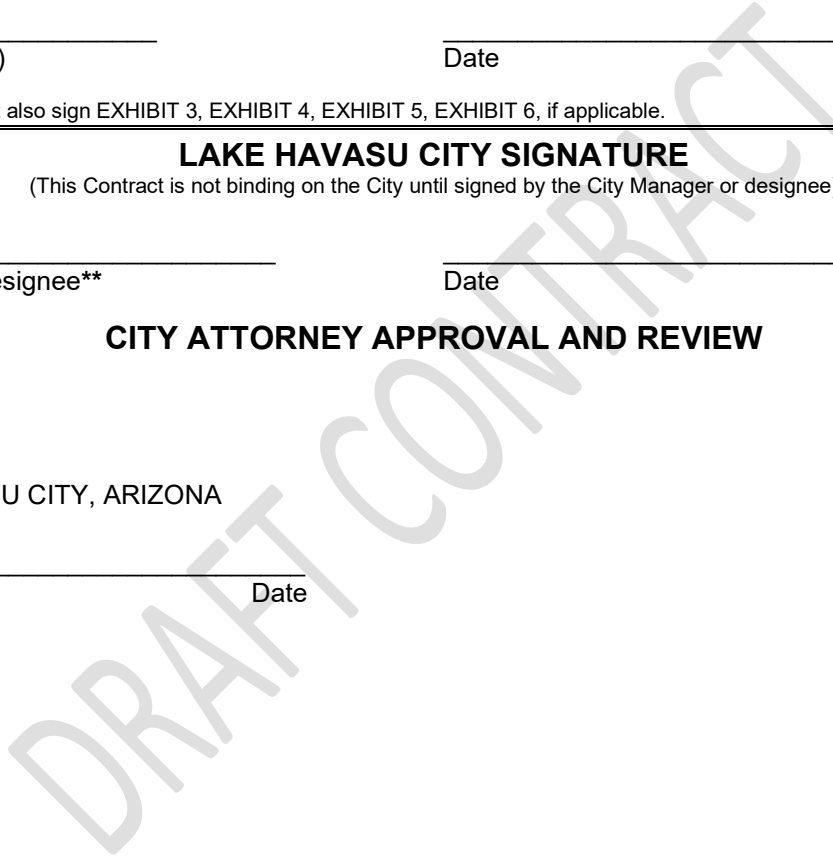 )
Date
also sign EXHIBIT 3, EXHIBIT 4, EXHIBIT 5, EXHIBIT 6, if applicable.
LAKE HAVASU CITY SIGNATURE
(This Contract is not binding on the City until signed by the City Manager or designee)
esignee**
Date
CITY ATTORNEY APPROVAL AND REVIEW
U CITY, ARIZONA
Date
DRAFT CONTRACT